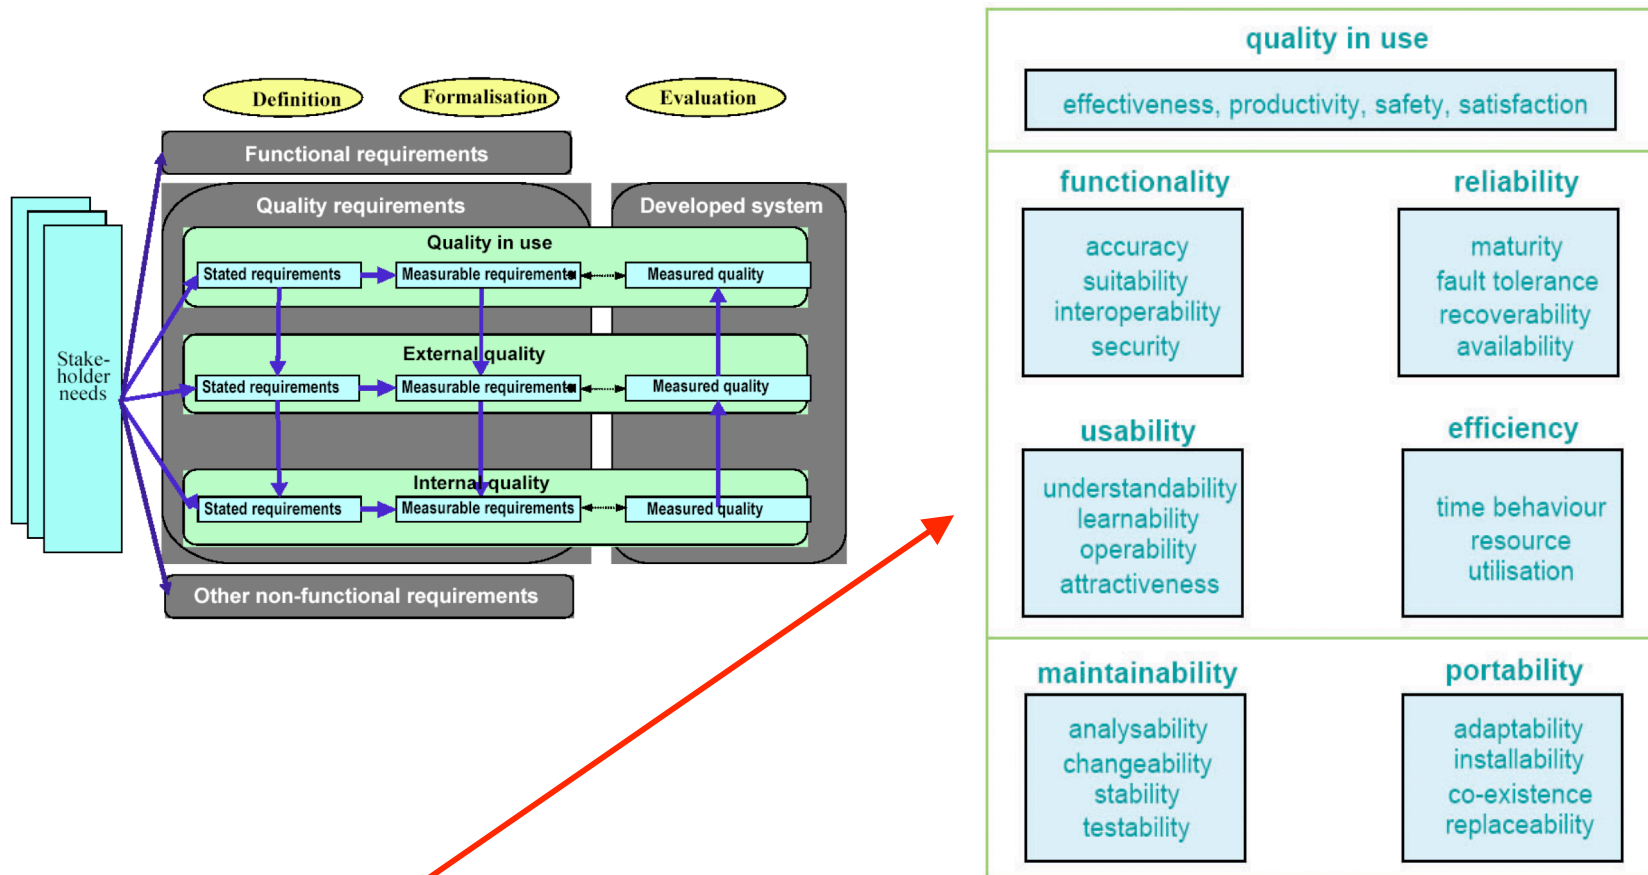 Definition
Formalisation
Evaluation
Functional requirements
Quality requirements
Developed system
Quality in use
Stated requirements
Measurable requirements
Measured quality
External quality
Stated requirements
Measurable requirements
Measured quality
Internal quality
Stated requirements
Measurable requirements
Measured quality
Other non-functional requirements
Stake-
holder
needs
quality in use
effectiveness, productivity, safety, satisfaction
functionality
accuracy
suitability
interoperability
security
reliability
maturity
fault tolerance
recoverability
availability
usability
understandability
learnability
operability
attractiveness
efficiency
time behaviour
resource
utilisation
maintainability
analysability
changeability
stability
testability
portability
adaptability
installability
co-existence
replaceability